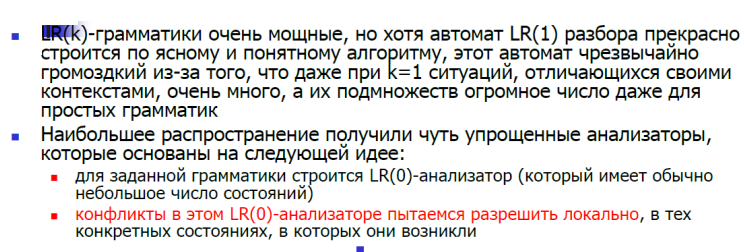 LR(k)-грамматики очень мощные, но хотя автомат LR(1) разбора прекрасно
строится по ясному и понятному алгоритму, этот автомат чрезвычайно
громоздкий из-за того, что даже при k=1 ситуаций, отличающихся своими
контекстами, очень много, а их подмножеств огромное число даже для
простых грамматик
Наибольшее распространение получили чуть упрощенные анализаторы,
которые основаны на следующей идее:
для заданной грамматики строится LR(0)-анализатор (который имеет обычно
небольшое число состояний)
конфликты в этом LR(0)-анализаторе пытаемся разрешить локально, в тех
конкретных состояниях, в которых они возникли